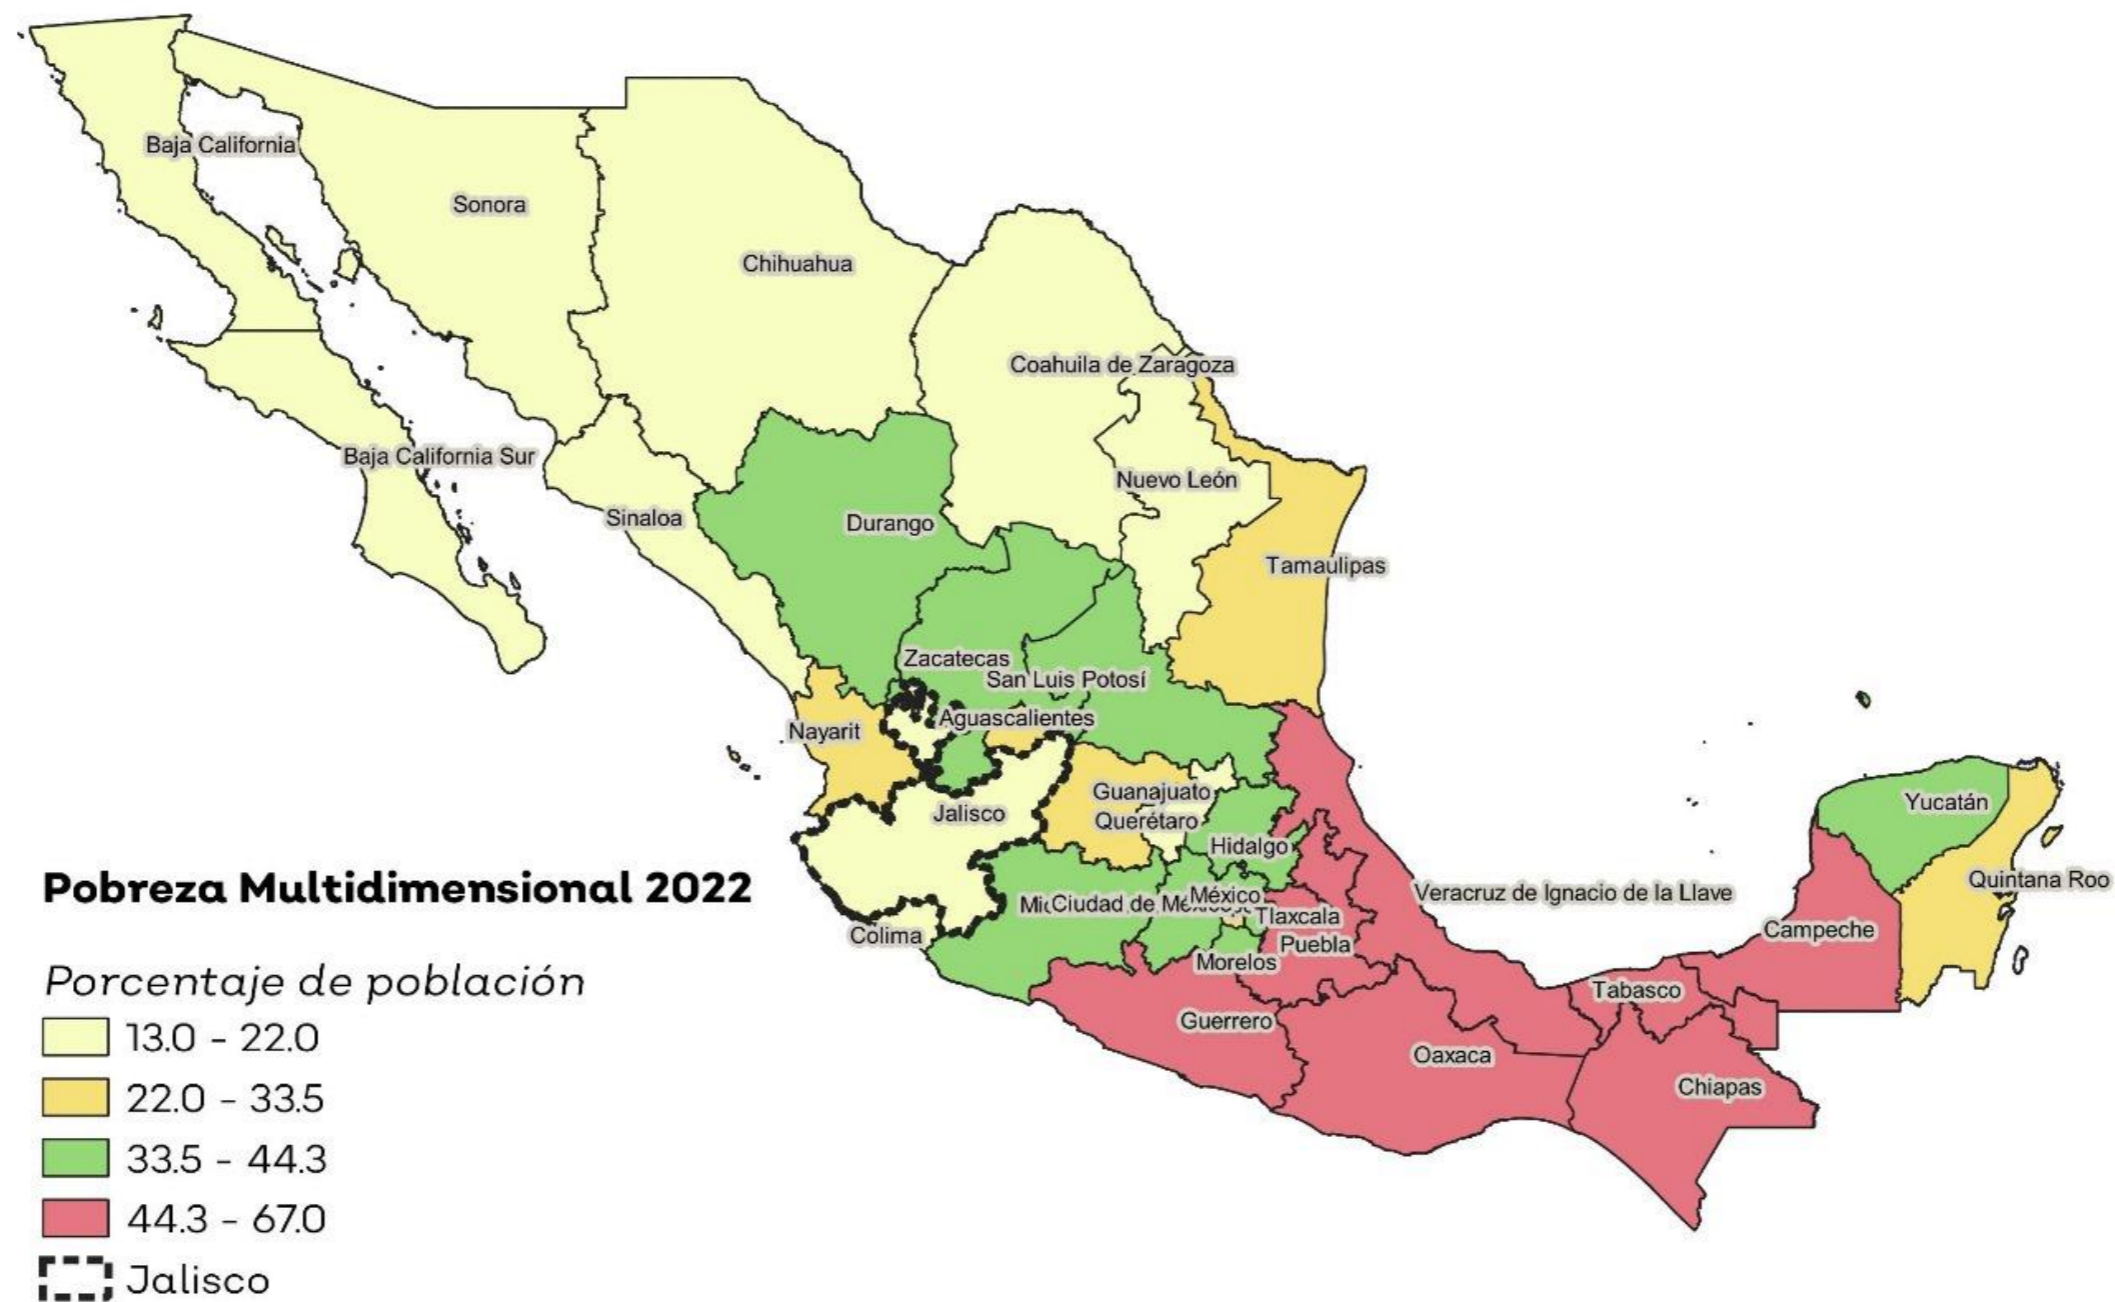 Baja California
Sonora
Chihuahua
Coahuila de Zaragoza
Baja California Sur
Nuevo León
Sinaloa
Durango
Tamaulipas
Zacatecas
San Luis Potosí
Aguascalientes
Nayarit
Guanajuato
Jalisco
Querétaro
Yucatán
Hidalgo
Quintana Roo
Veracruz de Ignacio de la Llave
México
Ciudad de México
Tlaxcala
Campeche
Colima
Puebla
Morelos
Tabasco
Guerrero
Oaxaca
Chiapas
Pobreza Multidimensional 2022
Porcentaje de población
13.0 - 22.0
22.0 - 33.5
33.5 - 44.3
44.3 - 67.0
Jalisco